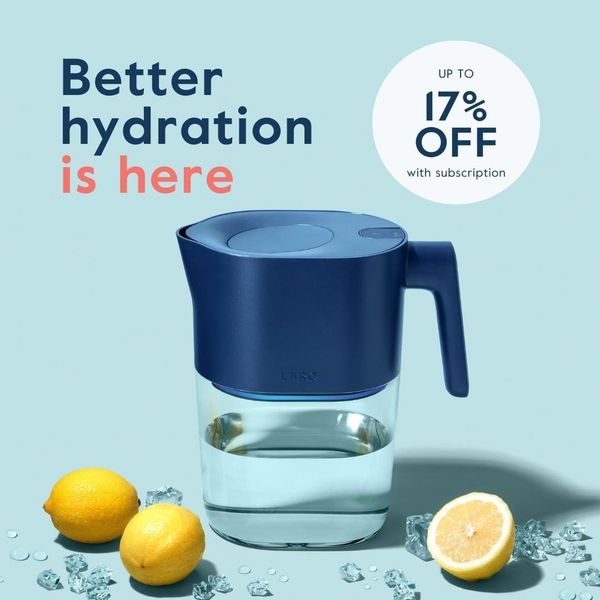 Better
hydration
is here
UP TO
17%
OFF
with subscription
LARQ